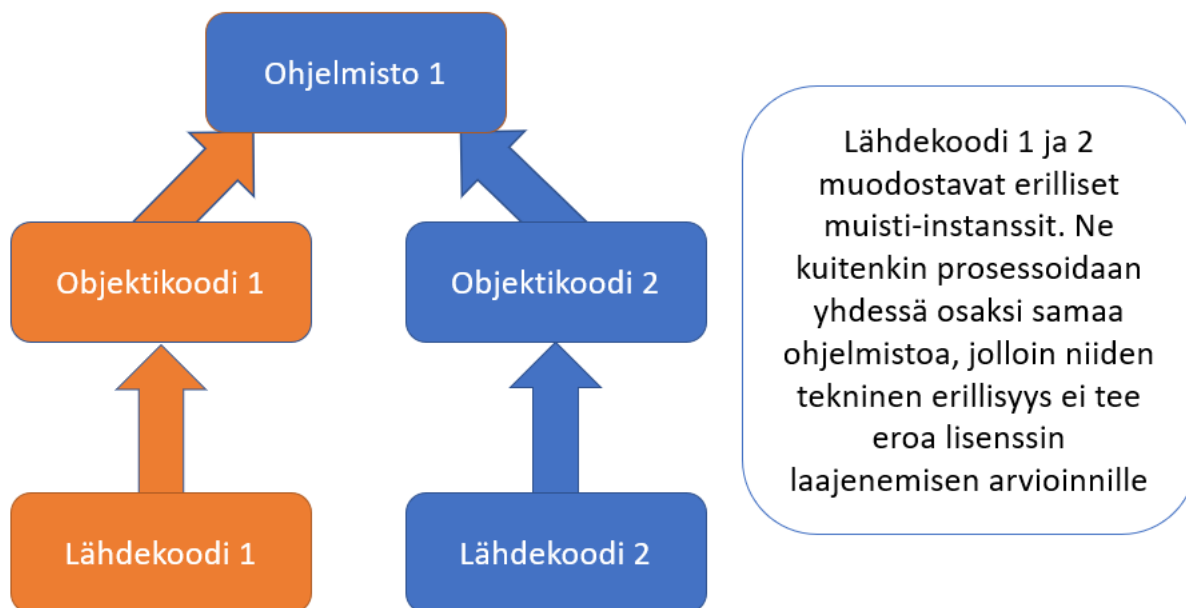 Ohjelmisto 1
Lähdekoodi 1 ja 2
muodostavat erilliset
muisti-instanssit. Ne
kuitenkin prosessoidaan
yhdessä osaksi samaa
ohjelmistoa, jolloin niiden
tekninen erillisyys ei tee
eroa lisenssin
laajenemisen arvioinnille
Objektikoodi 1
Objektikoodi 2
Lähdekoodi 1
Lähdekoodi 2